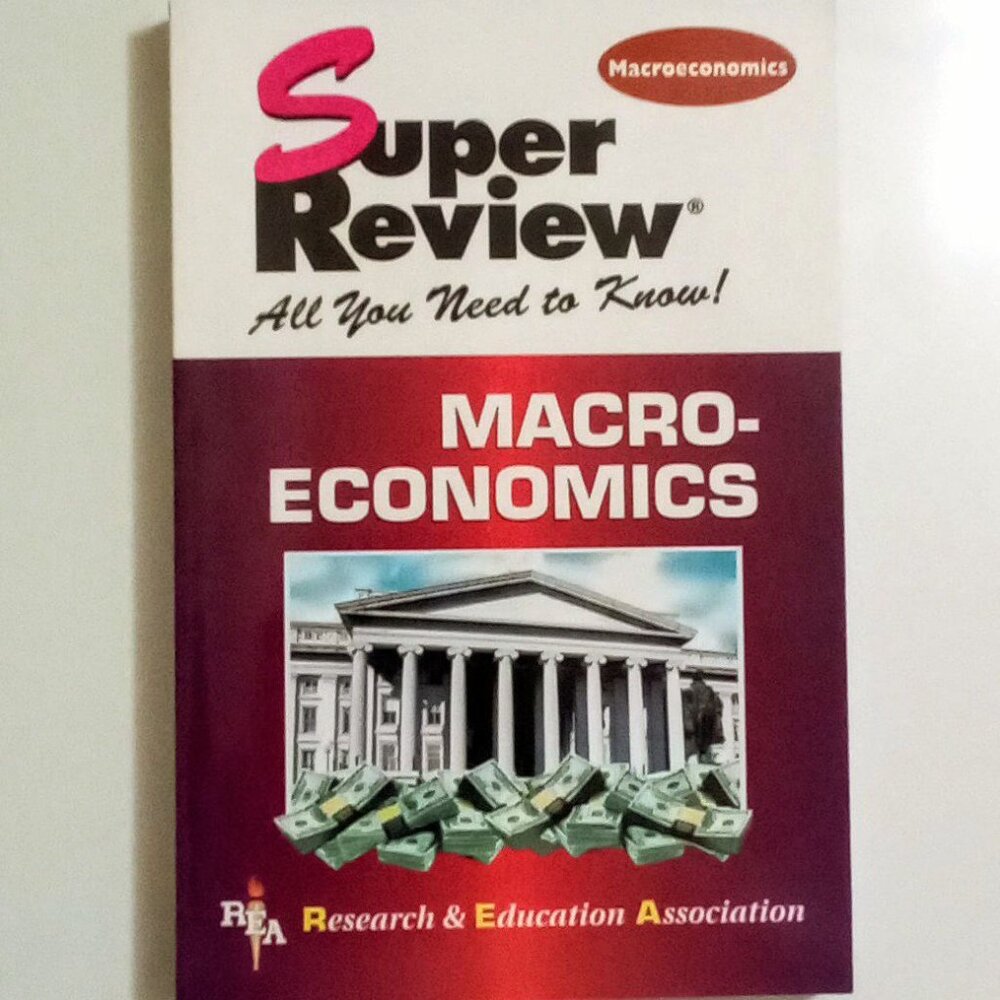 Macroeconomics
Super
Review®
All You Need to Know!
MACRO-
ECONOMICS
REA
Research & Education Association